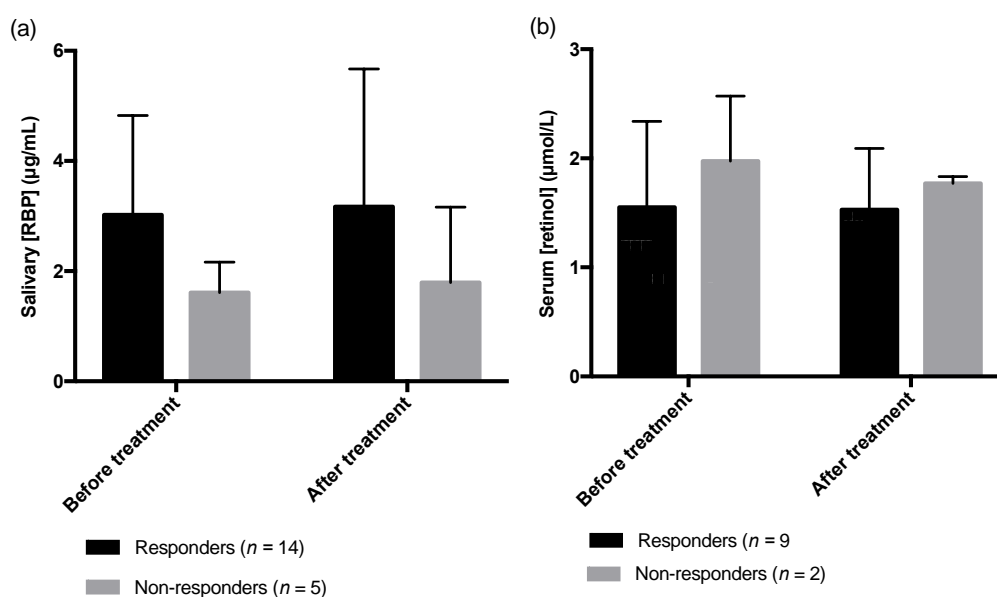 (a)
6
4
2
0
Salivary [RBP] (µg/mL)
Before treatment
After treatment
Responders (n = 14)
Non-responders (n = 5)
(b)
3
2
1
0
Serum [retinol] (µmol/L)
Before treatment
After treatment
Responders (n = 9
Non-responders (n = 2)